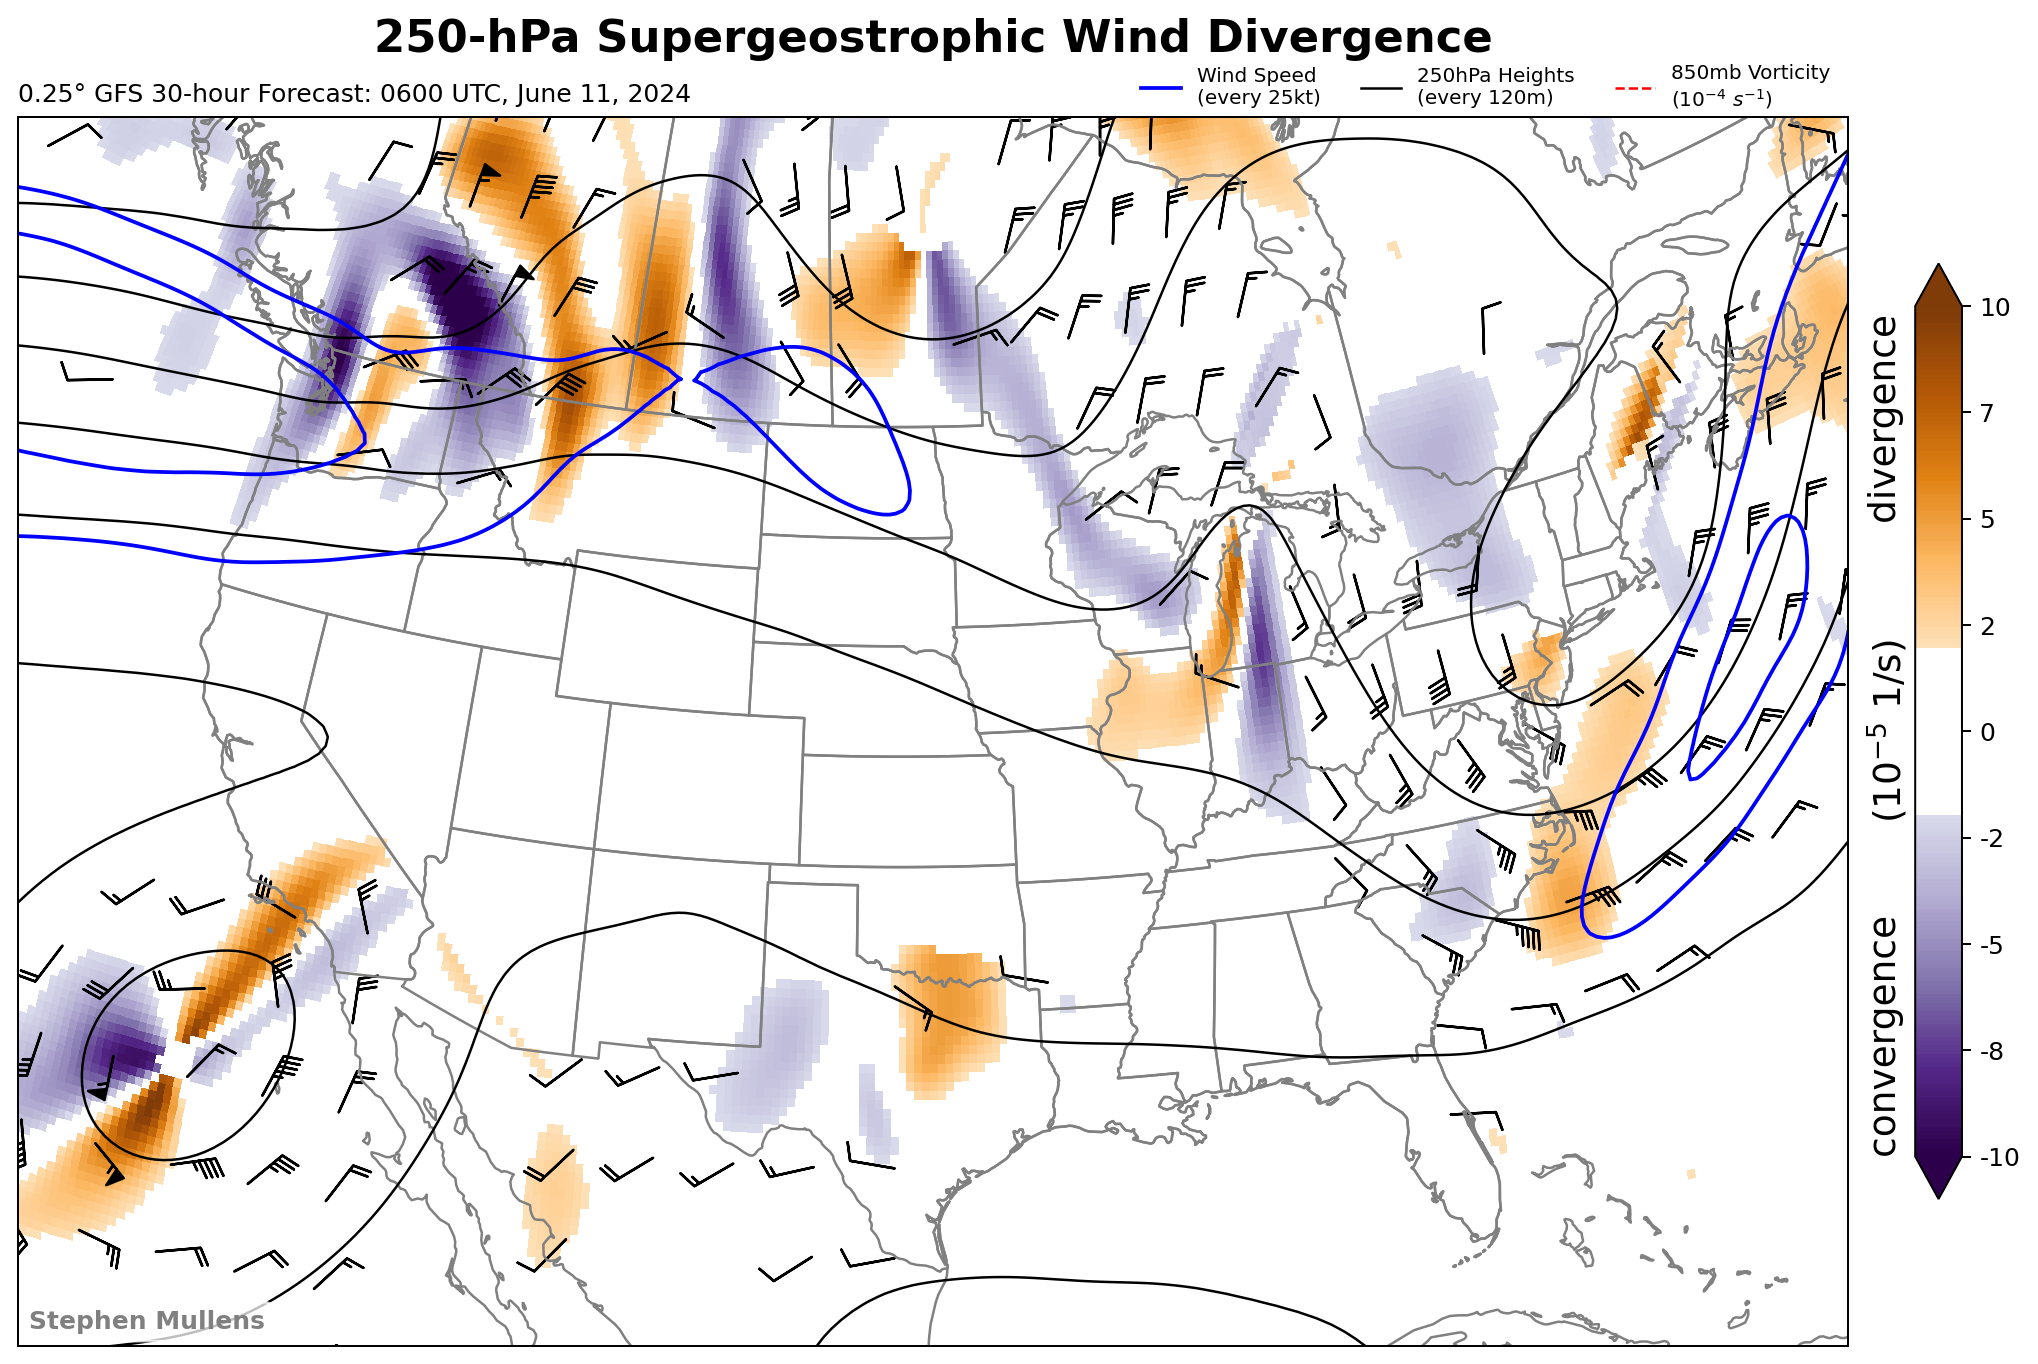 250-hPa Supergeostrophic Wind Divergence
0.25° GFS 30-hour Forecast: 0600 UTC, June 11, 2024
Wind Speed
(every 25kt)
250hPa Heights
(every 120m)
850mb Vorticity
(10⁻⁴ s⁻¹)
10
7
5
2
0
-2
-5
-8
-10
convergence (10⁻⁵ 1/s) divergence
Stephen Mullens